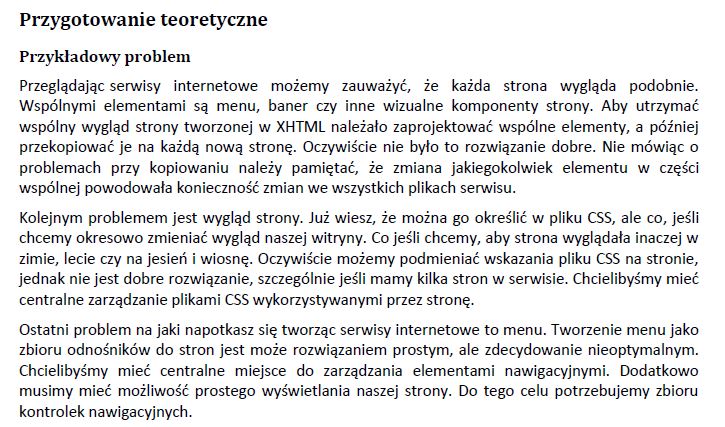 Przygotowanie teoretyczne
Przykładowy problem
Przeglądając serwisy internetowe możemy zauważyć, że każda strona wygląda podobnie.
Wspólnymi elementami są menu, baner czy inne wizualne komponenty strony. Aby utrzymać
wspólny wygląd strony tworzonej w XHTML należało zaprojektować wspólne elementy, a później
przekopiować je na każdą nową stronę. Oczywiście nie było to rozwiązanie dobre. Nie mówiąc o
problemach przy kopiowaniu należy pamiętać, że zmiana jakiegokolwiek elementu w części
wspólnej powodowała konieczność zmian we wszystkich plikach serwisu.
Kolejnym problemem jest wygląd strony. Już wiesz, że można go określić w pliku CSS, ale co, jeśli
chcemy okresowo zmieniać wygląd naszej witryny. Co jeśli chcemy, aby strona wyglądała inaczej w
zimie, lecie czy na jesień i wiosnę. Oczywiście możemy podmieniać wskazania pliku CSS na stronie,
jednak nie jest dobre rozwiązanie, szczególnie jeśli mamy kilka stron w serwisie. Chcielibyśmy mieć
centralne zarządzanie plikami CSS wykorzystywanymi przez stronę.
Ostatni problem na jaki napotkasz się tworząc serwisy internetowe to menu. Tworzenie menu jako
zbioru odnośników do stron jest może rozwiązaniem prostym, ale zdecydowanie nieoptymalnym.
Chcielibyśmy mieć centralne miejsce do zarządzania elementami nawigacyjnymi. Dodatkowo
musimy mieć możliwość prostego wyświetlania naszej strony. Do tego celu potrzebujemy zbioru
kontrolek nawigacyjnych.